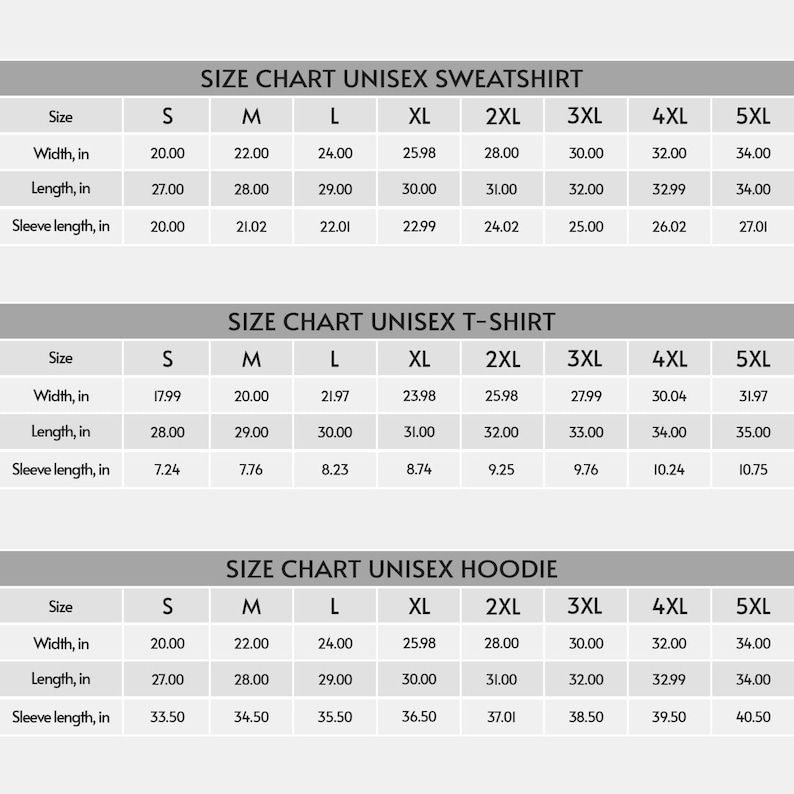 SIZE CHART UNISEX SWEATSHIRT
Size S M L XL 2XL 3XL 4XL 5XL
Width, in 20.00 22.00 24.00 25.98 28.00 30.00 32.00 34.00
Length, in 27.00 28.00 29.00 30.00 31.00 32.00 32.99 34.00
Sleeve length, in 20.00 21.02 22.01 22.99 24.02 25.00 26.02 27.01
SIZE CHART UNISEX T-SHIRT
Size S M L XL 2XL 3XL 4XL 5XL
Width, in 17.99 20.00 21.97 23.98 25.98 27.99 30.04 31.97
Length, in 28.00 29.00 30.00 31.00 32.00 33.00 34.00 35.00
Sleeve length, in 7.24 7.76 8.23 8.74 9.25 9.76 10.24 10.75
SIZE CHART UNISEX HOODIE
Size S M L XL 2XL 3XL 4XL 5XL
Width, in 20.00 22.00 24.00 25.98 28.00 30.00 32.00 34.00
Length, in 27.00 28.00 29.00 30.00 31.00 32.00 32.99 34.00
Sleeve length, in 33.50 34.50 35.50 36.50 37.01 38.50 39.50 40.50